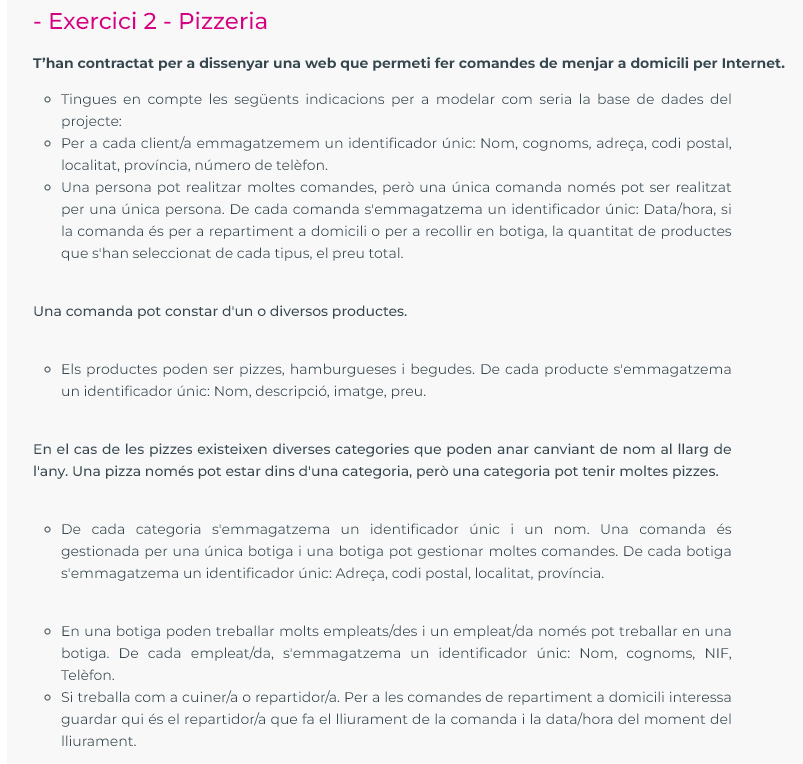 - Exercici 2 - Pizzeria
T'han contractat per a dissenyar una web que permeti fer comandes de menjar a domicili per Internet.
Tingues en compte les següents indicacions per a modelar com seria la base de dades del
projecte:
Per a cada client/a emmagatzemem un identificador únic: Nom, cognoms, adreça, codi postal,
localitat, província, número de telèfon.
Una persona pot realitzar moltes comandes, però una única comanda només pot ser realitzat
per una única persona. De cada comanda s'emmagatzema un identificador únic: Data/hora, si
la comanda és per a repartiment a domicili o per a recollir en botiga, la quantitat de productes
que s'han seleccionat de cada tipus, el preu total.
Una comanda pot constar d'un o diversos productes.
Els productes poden ser pizzes, hamburgueses i begudes. De cada producte s'emmagatzema
un identificador únic: Nom, descripció, imatge, preu.
En el cas de les pizzes existeixen diverses categories que poden anar canviant de nom al llarg de
l'any. Una pizza només pot estar dins d'una categoria, però una categoria pot tenir moltes pizzes.
De cada categoria s'emmagatzema un identificador únic i un nom. Una comanda és
gestionada per una única botiga i una botiga pot gestionar moltes comandes. De cada botiga
s'emmagatzema un identificador únic: Adreça, codi postal, localitat, província.
En una botiga poden treballar molts empleats/des i un empleat/da només pot treballar en una
botiga. De cada empleat/da, s'emmagatzema un identificador únic: Nom, cognoms, NIF,
Telèfon.
Si treballa com a cuiner/a o repartidor/a. Per a les comandes de repartiment a domicili interessa
guardar qui és el repartidor/a que fa el lliurament de la comanda i la data/hora del moment del
lliurament.